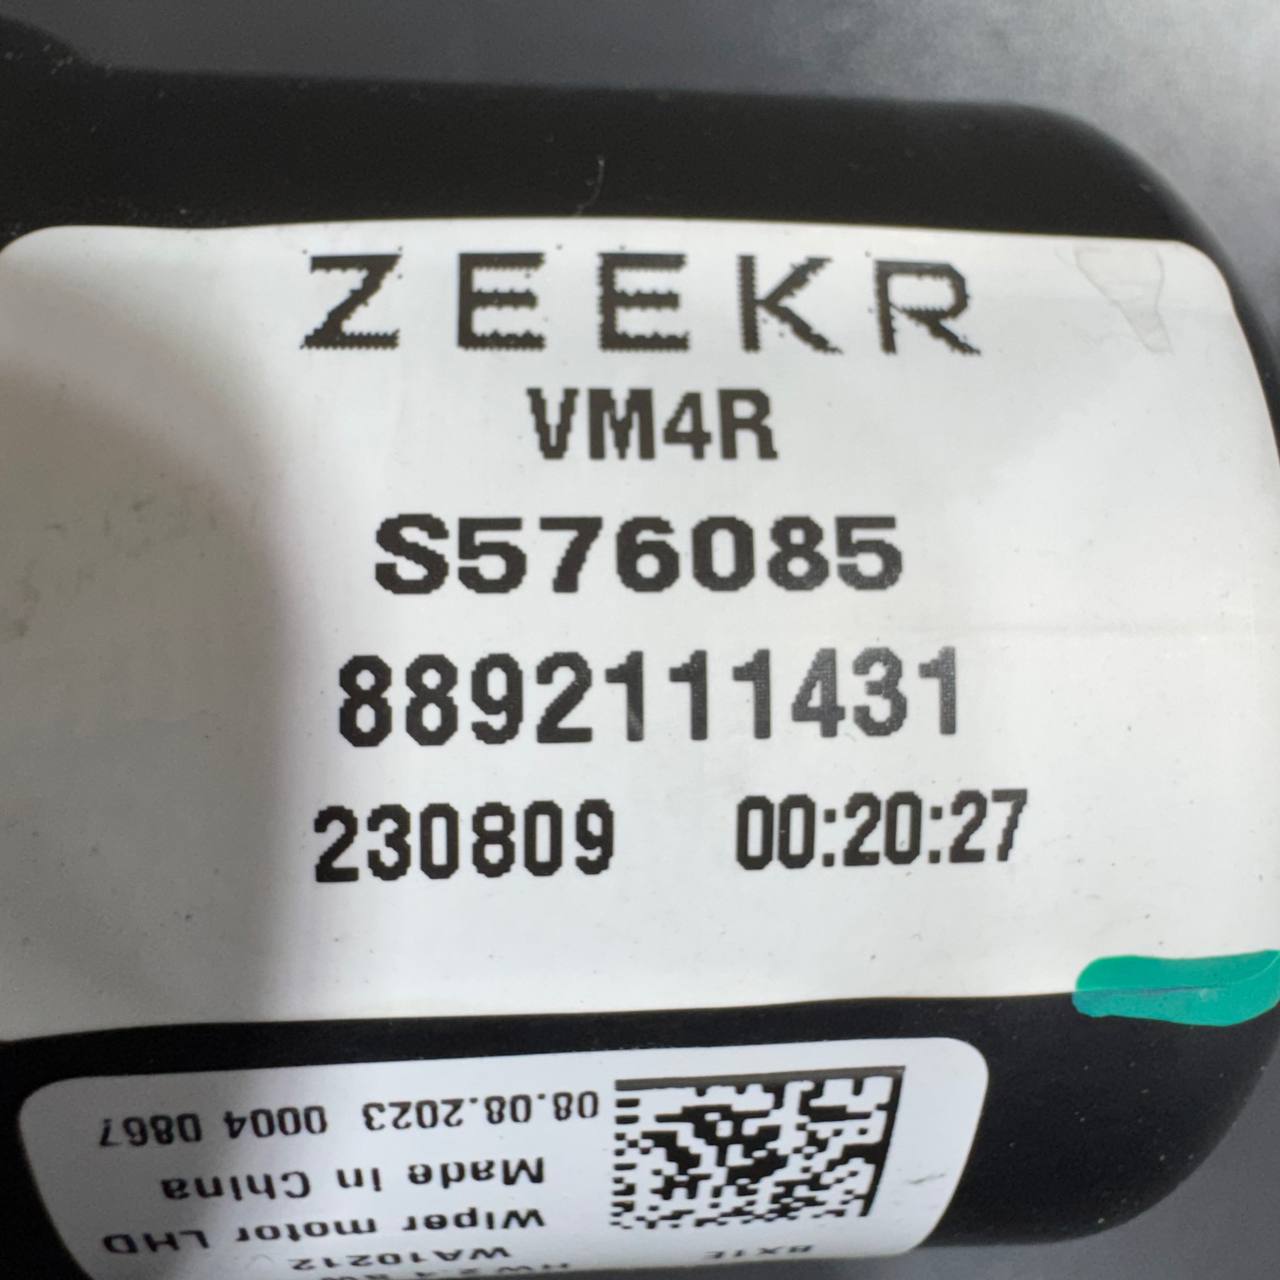 ZEEKR
VM4R
S576085
8892111431
230809 00:20:27
08.08.2023 0004 0867
Made in China
Wiper motor LHD
WA10212
BX1E